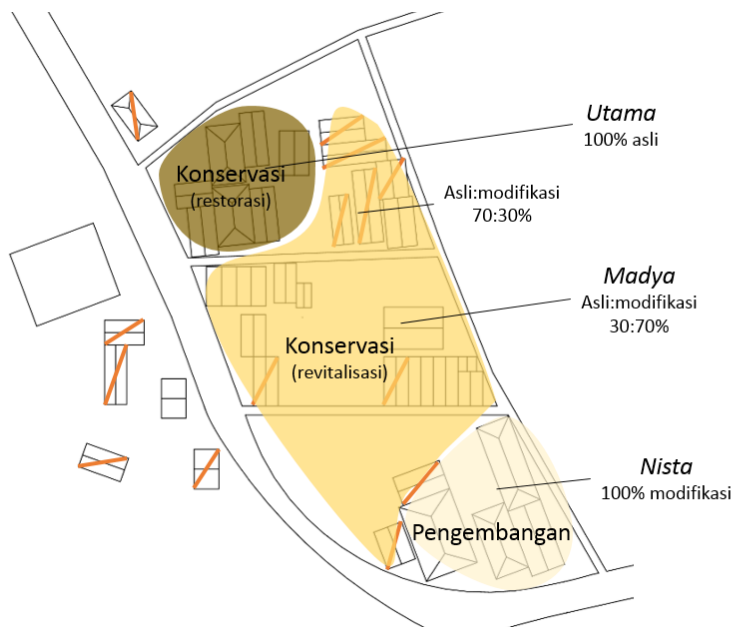 Utama
100% asli
Konservasi
(restorasi)
Asli:modifikasi
70:30%
Madya
Asli:modifikasi
30:70%
Konservasi
(revitalisasi)
Nista
100% modifikasi
Pengembangan